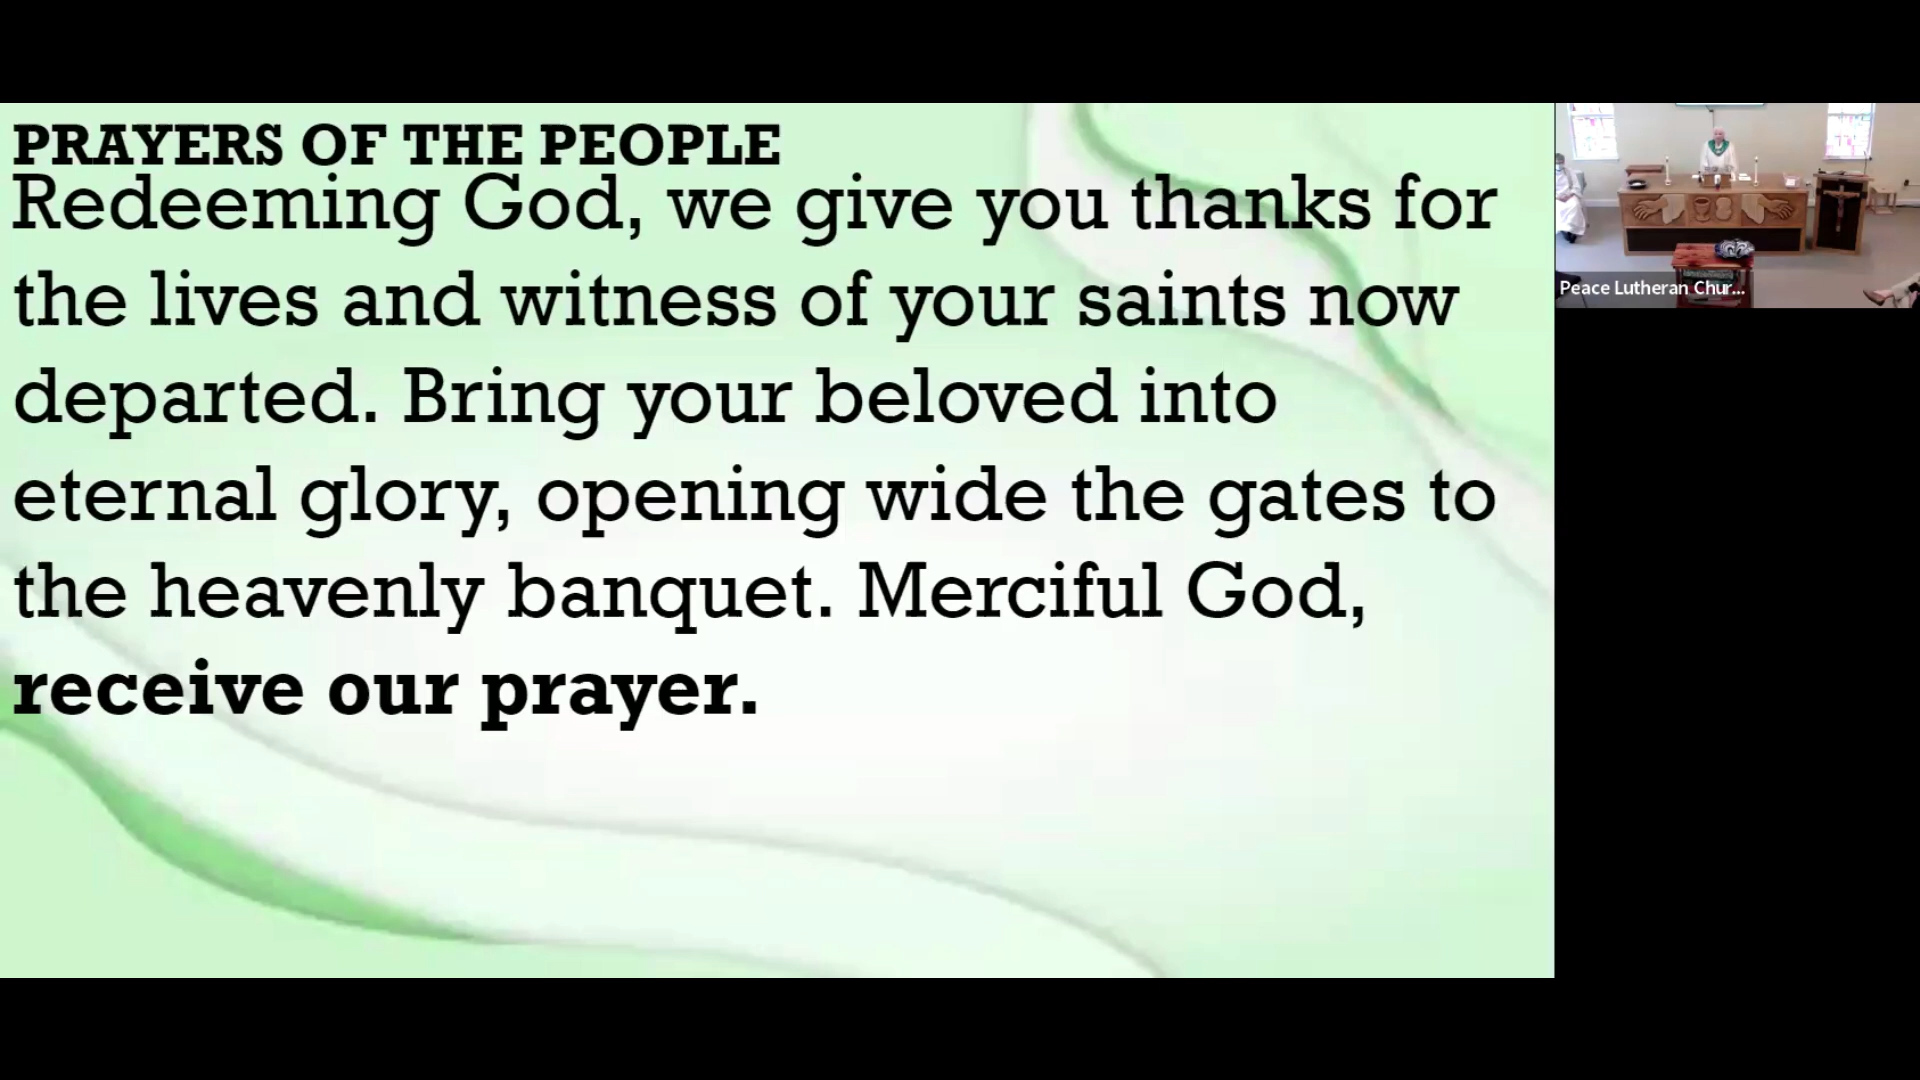 PRAYERS OF THE PEOPLE
Redeeming God, we give you thanks for
the lives and witness of your saints now
departed. Bring your beloved into
eternal glory, opening wide the gates to
the heavenly banquet. Merciful God,
receive our prayer.
Peace Lutheran Chur...